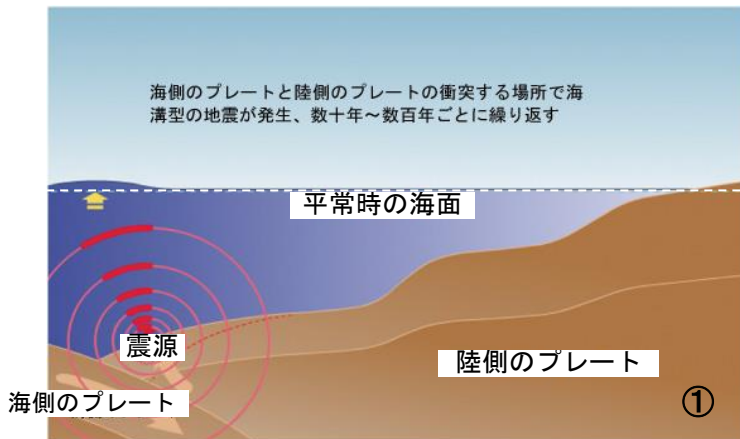 海側のプレートと陸側のプレートの衝突する場所で海
溝型の地震が発生、数十年～数百年ごとに繰り返す
平常時の海面
震源
陸側のプレート
海側のプレート
①